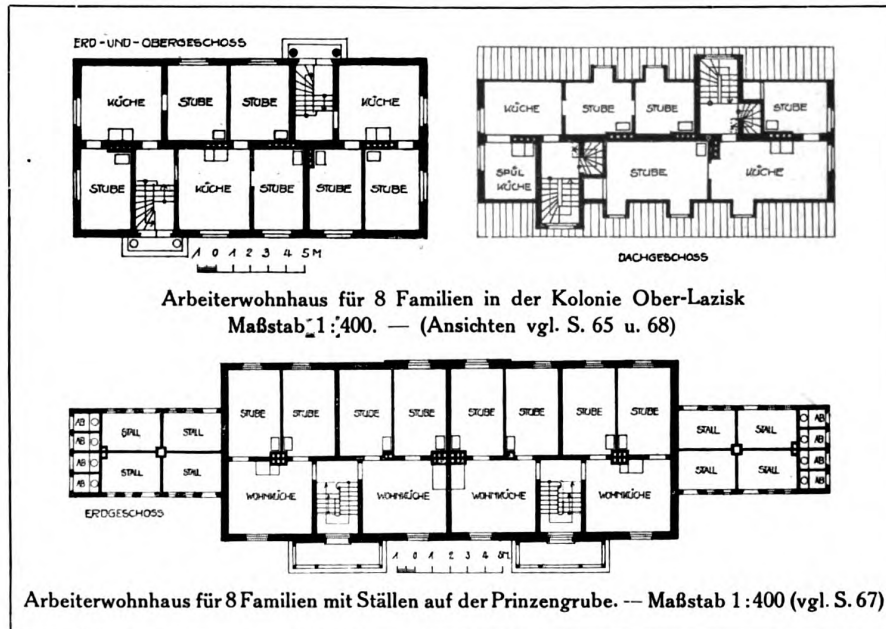 ERD-UND-OBERGESCHOSS
KÜCHE STUBE STUBE KÜCHE
STUBE KÜCHE STUBE STUBE STUBE
1 0 1 2 3 4 5M
KÜCHE STUBE STUBE STUBE
SPÜL KÜCHE STUBE KÜCHE
DACHGESCHOSS
Arbeiterwohnhaus für 8 Familien in der Kolonie Ober-Lazisk
Maßstab 1:400. — (Ansichten vgl. S. 65 u. 68)
STUBE STUBE STUBE STUBE STUBE STUBE STUBE STUBE
AB STALL STALL STALL STALL AB
AB AB
AB STALL STALL STALL STALL AB
AB AB
WOHNKÜCHE WOHNKÜCHE WOHNKÜCHE WOHNKÜCHE
ERDGESCHOSS
1 0 1 2 3 4 5M.
Arbeiterwohnhaus für 8 Familien mit Ställen auf der Prinzengrube. — Maßstab 1:400 (vgl. S. 67)